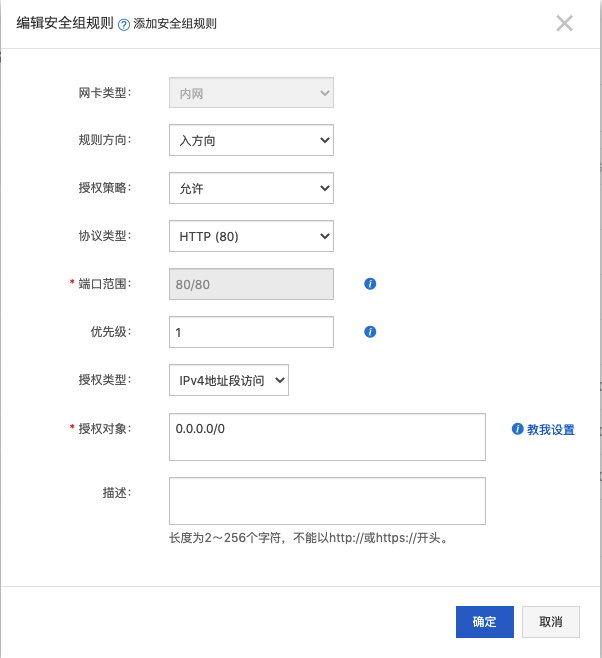 编辑安全组规则 ? 添加安全组规则
网卡类型： 内网
规则方向： 入方向
授权策略： 允许
协议类型： HTTP (80)
* 端口范围： 80/80
优先级： 1
授权类型： IPv4地址段访问
* 授权对象： 0.0.0.0/0 教我设置
描述：
长度为2～256个字符，不能以http://或https://开头。
确定 取消